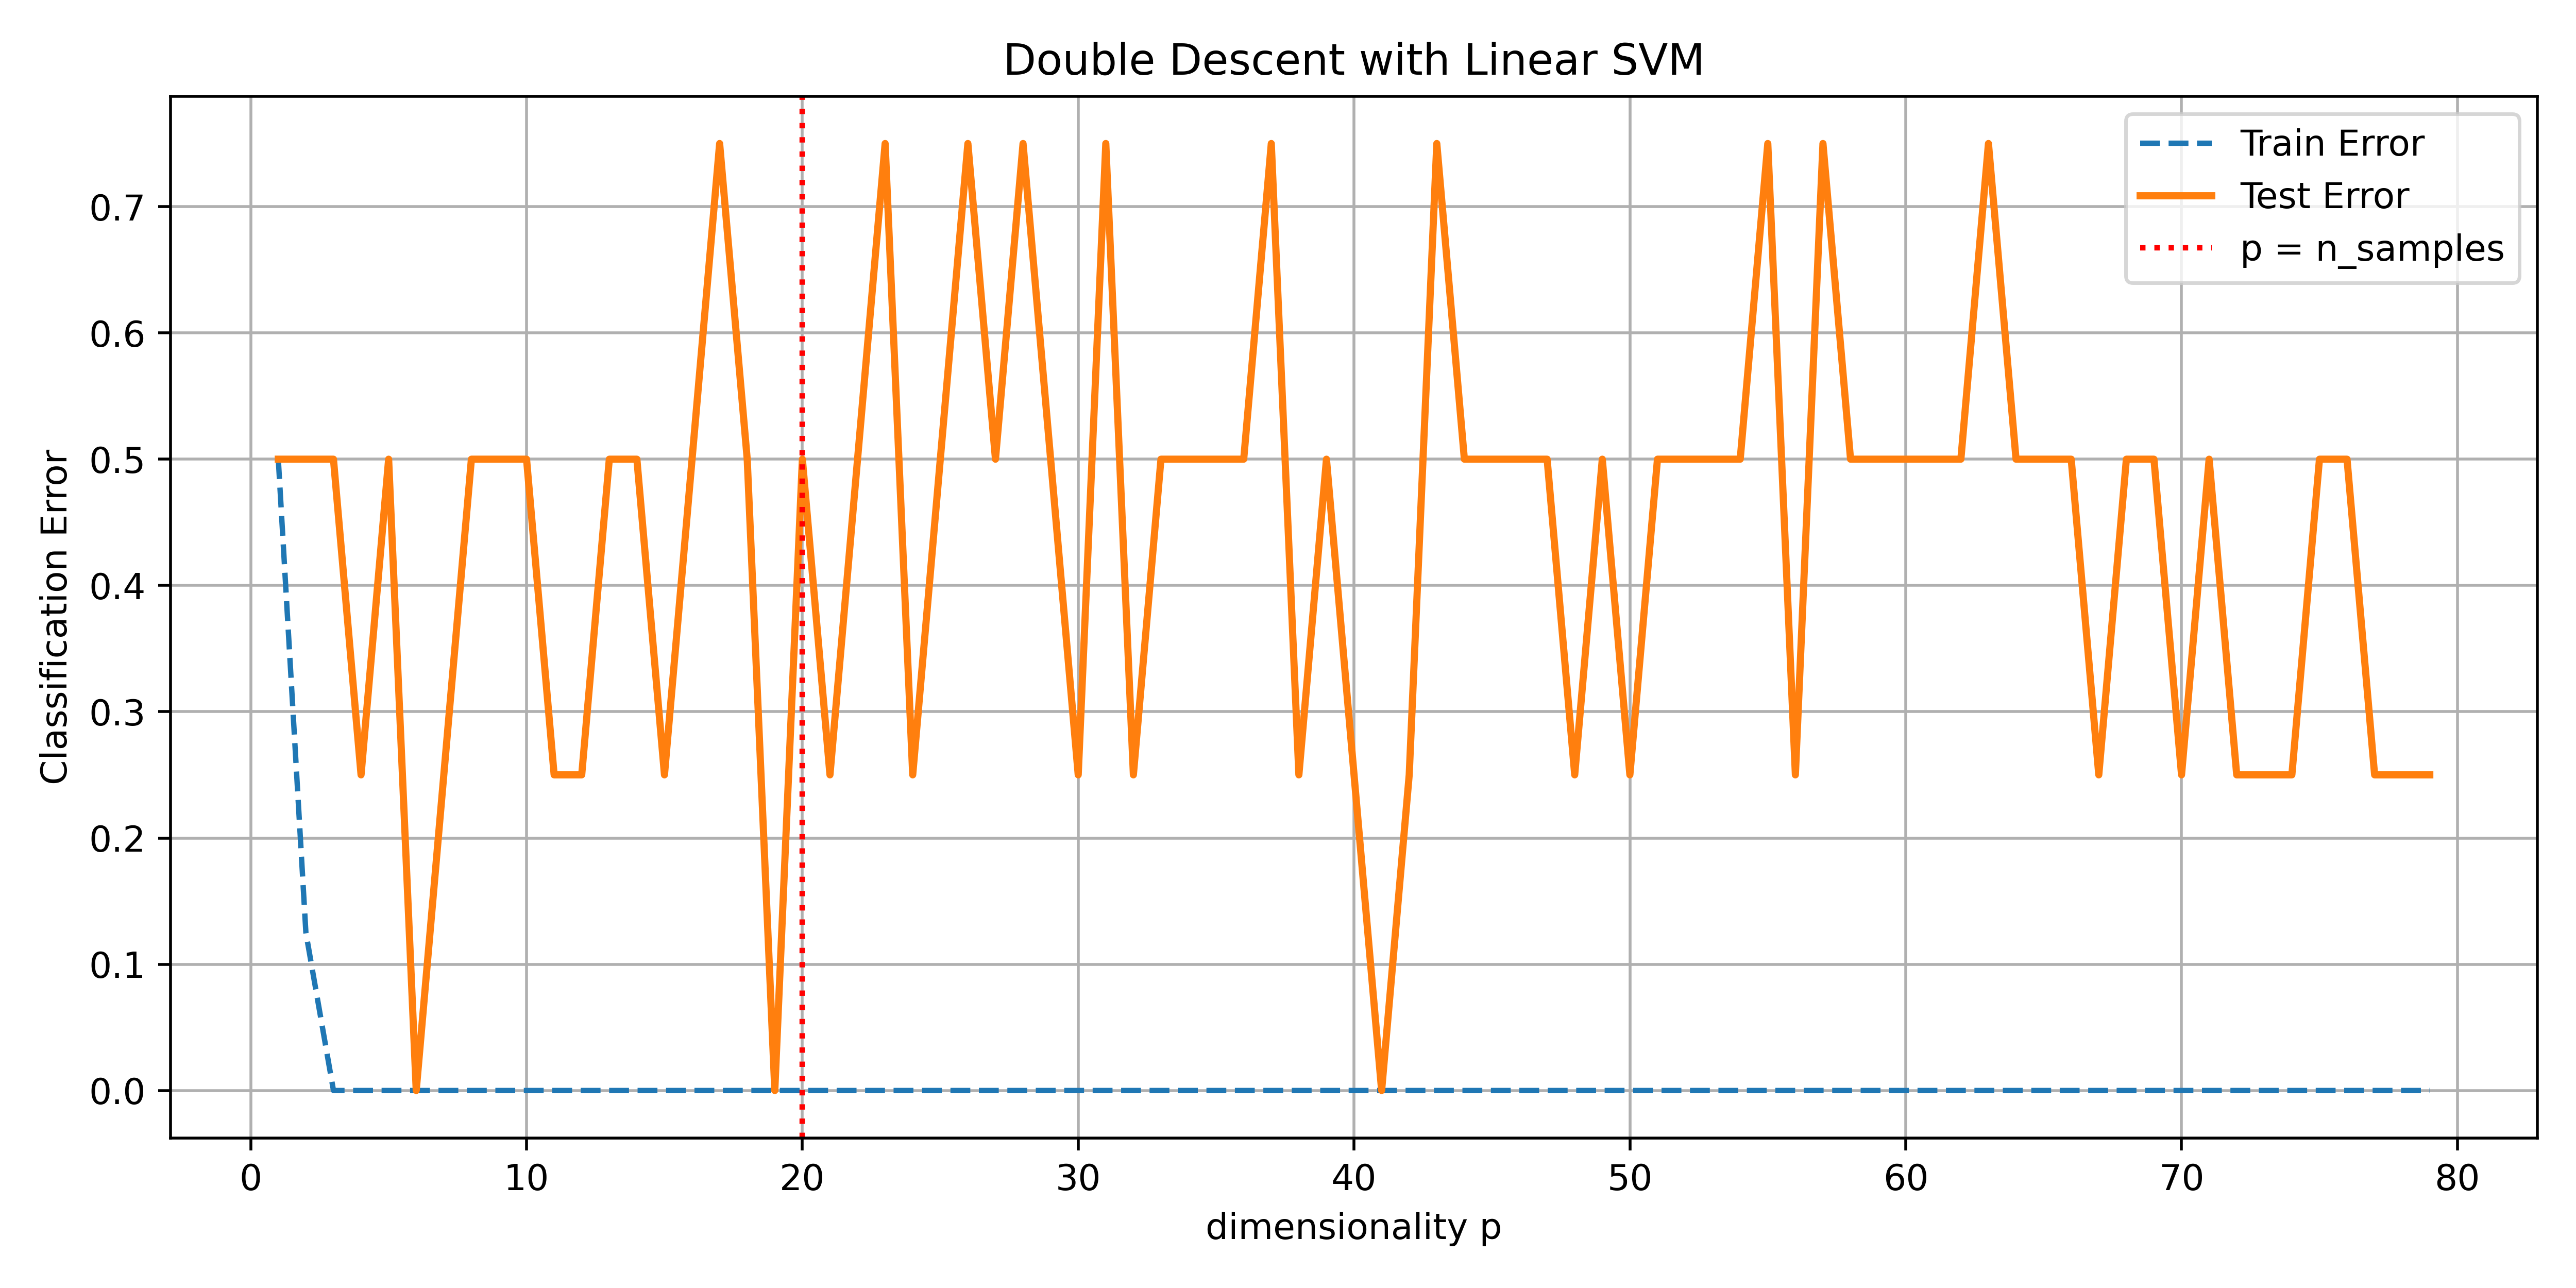 Double Descent with Linear SVM
Train Error
Test Error
p = n_samples
Classification Error
0.7
0.6
0.5
0.4
0.3
0.2
0.1
0.0
0 10 20 30 40 50 60 70 80
dimensionality p